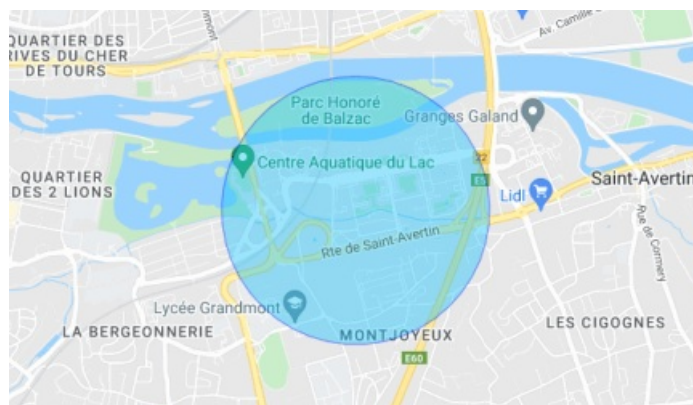 Av. Camille
QUARTIER DES
RIVES DU CHER
DE TOURS
Parc Honoré
de Balzac
Granges Galand
Centre Aquatique du Lac
22
E5
QUARTIER
DES 2 LIONS
Saint-Avertin
Lidl
Rue de Cormery
Rte de Saint-Avertin
Lycée Grandmont
LA BERGEONNERIE
MONTJOYEUX
LES CIGOGNES
E60